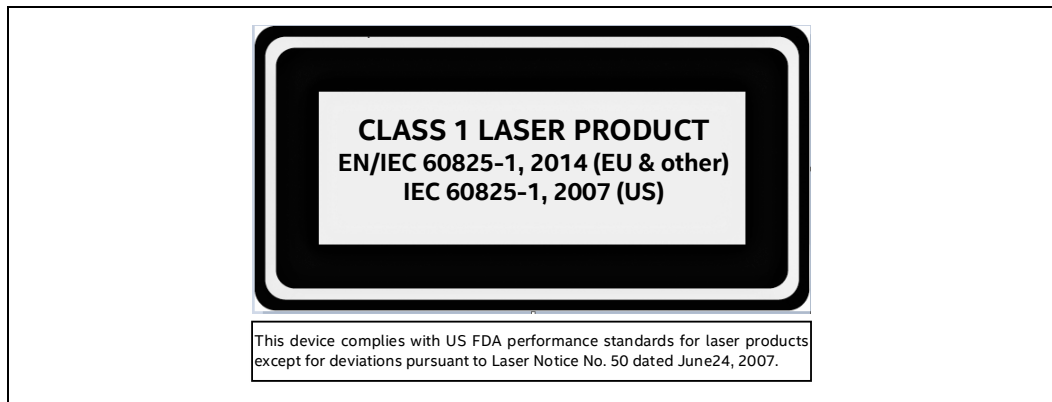 CLASS 1 LASER PRODUCT
EN/IEC 60825-1, 2014 (EU & other)
IEC 60825-1, 2007 (US)
This device complies with US FDA performance standards for laser products
except for deviations pursuant to Laser Notice No. 50 dated June24, 2007.